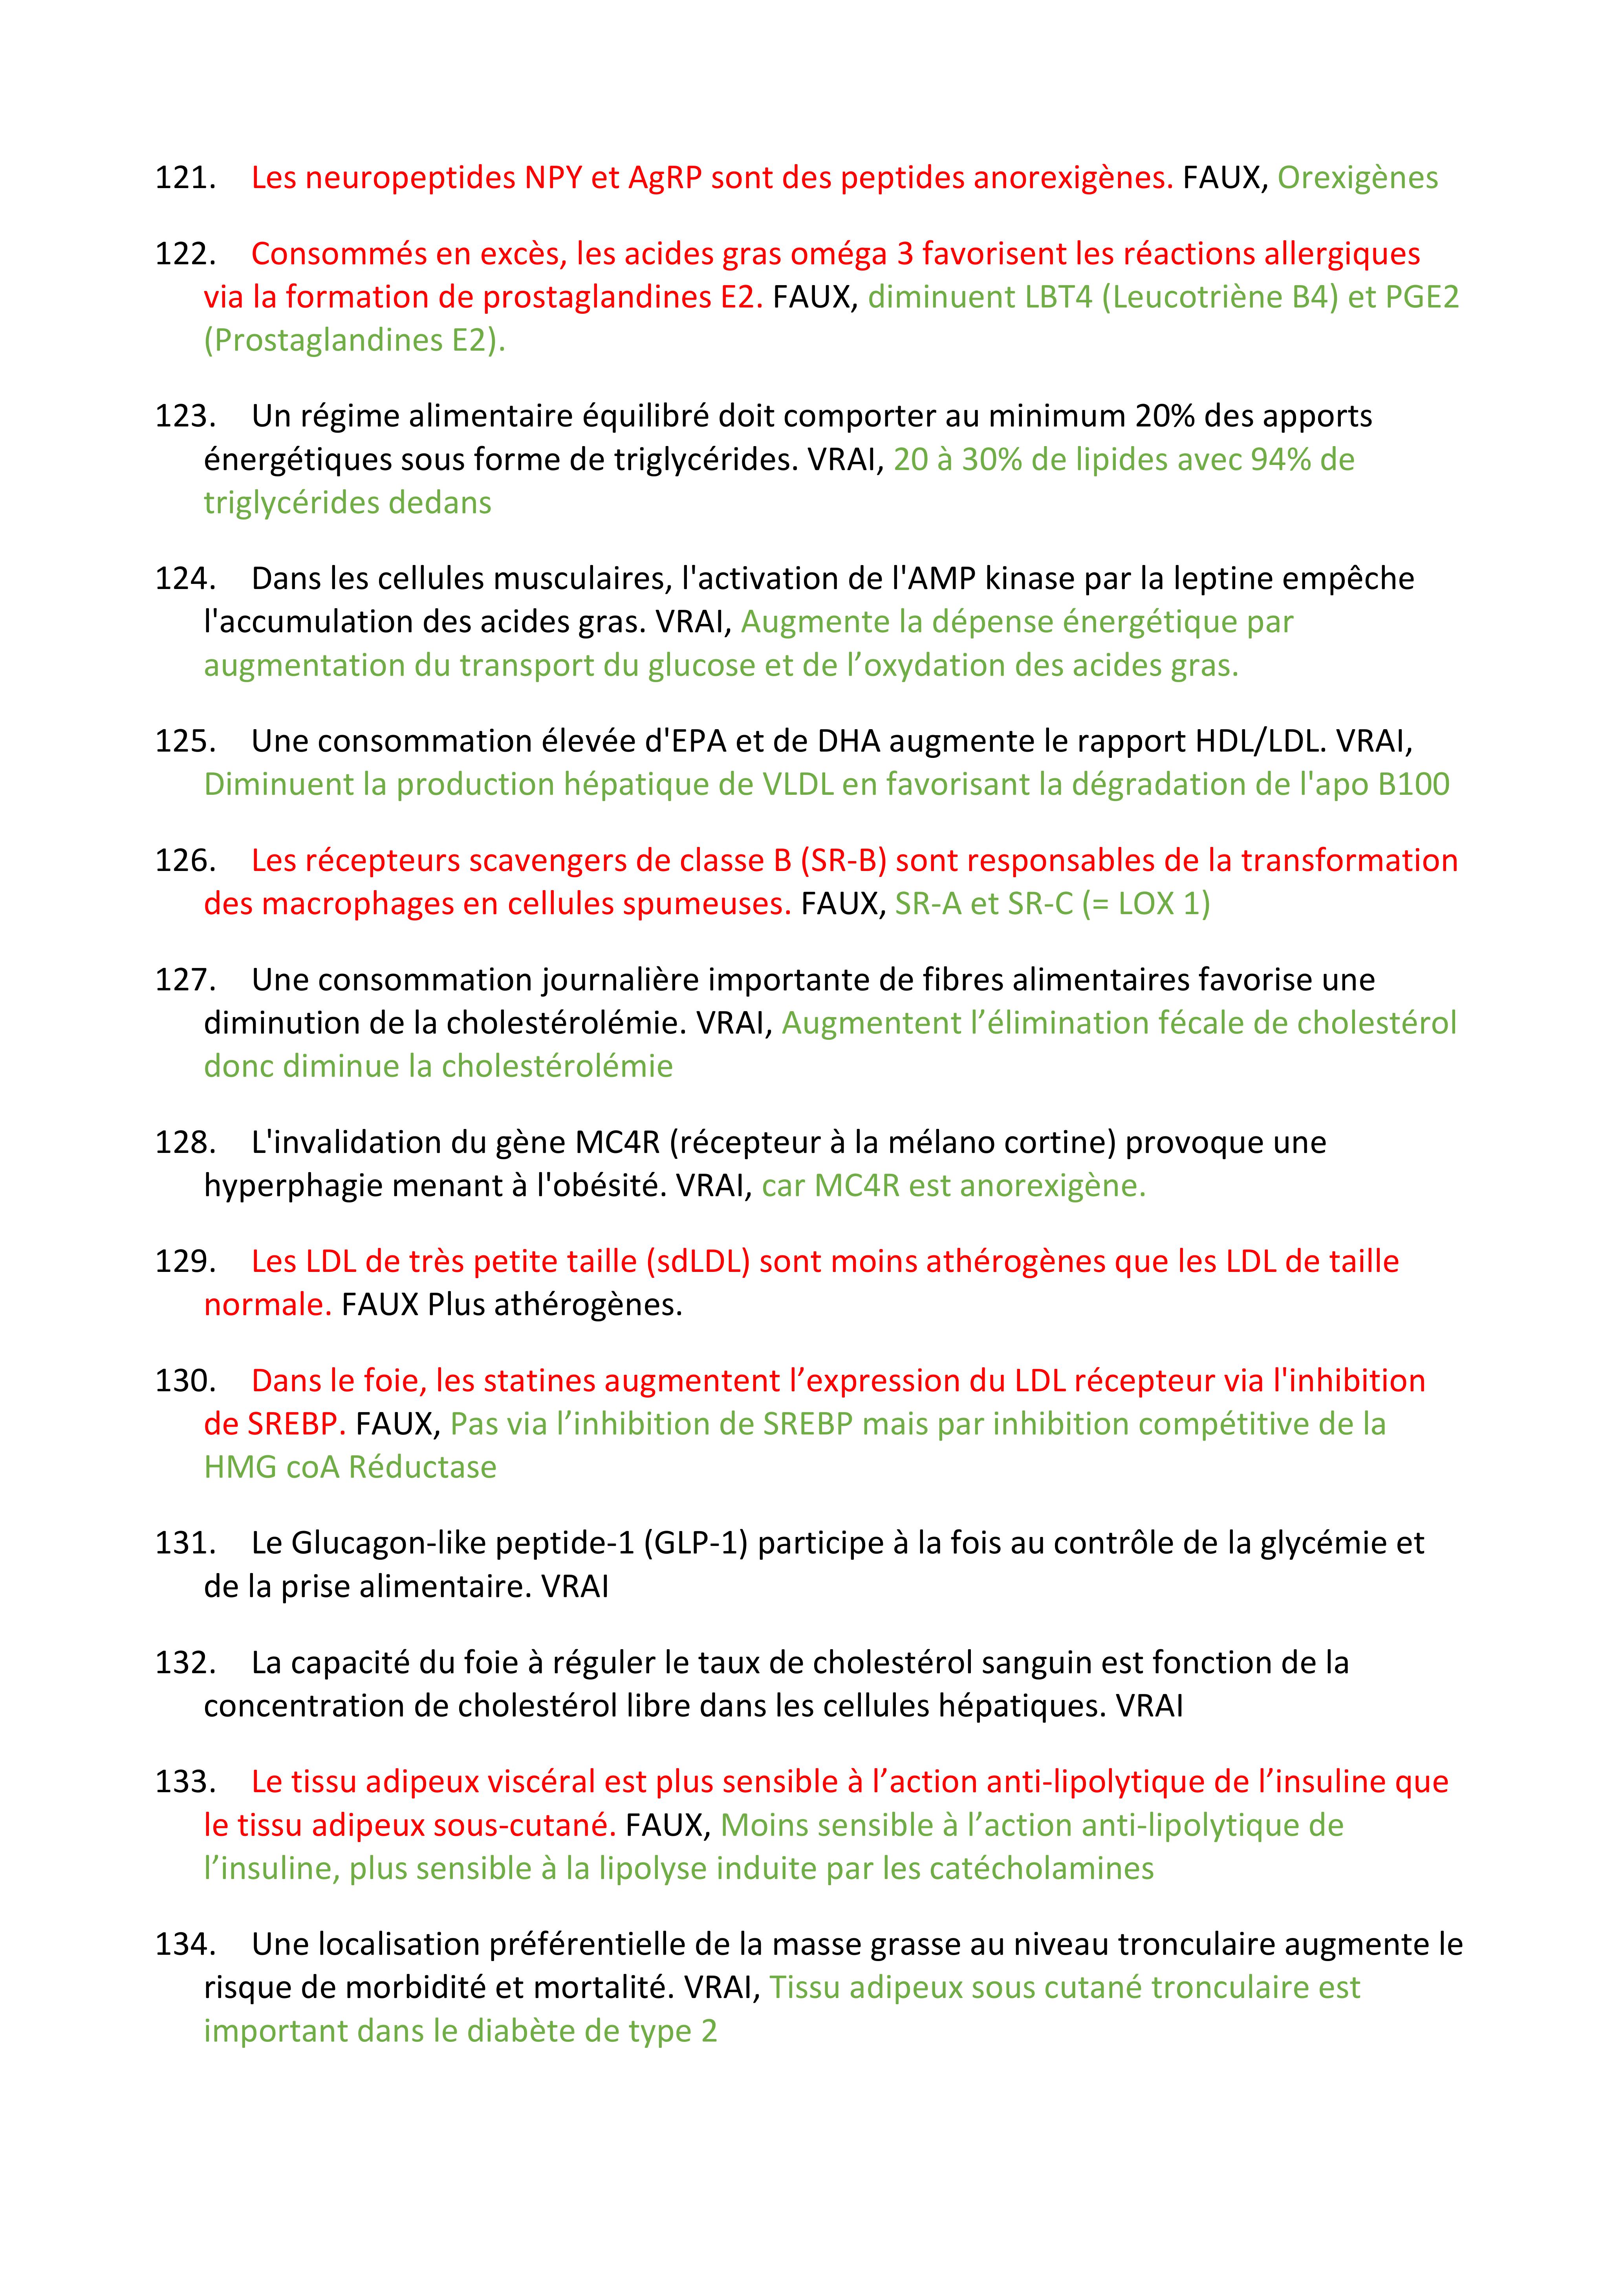 121. Les neuropeptides NPY et AgRP sont des peptides anorexigènes. FAUX, Orexigènes
122. Consommés en excès, les acides gras oméga 3 favorisent les réactions allergiques
via la formation de prostaglandines E2. FAUX, diminuent LBT4 (Leucotriène B4) et PGE2
(Prostaglandines E2).
123. Un régime alimentaire équilibré doit comporter au minimum 20% des apports
énergétiques sous forme de triglycérides. VRAI, 20 à 30% de lipides avec 94% de
triglycérides dedans
124. Dans les cellules musculaires, l'activation de l'AMP kinase par la leptine empêche
l'accumulation des acides gras. VRAI, Augmente la dépense énergétique par
augmentation du transport du glucose et de l’oxydation des acides gras.
125. Une consommation élevée d'EPA et de DHA augmente le rapport HDL/LDL. VRAI,
Diminuent la production hépatique de VLDL en favorisant la dégradation de l'apo B100
126. Les récepteurs scavengers de classe B (SR-B) sont responsables de la transformation
des macrophages en cellules spumeuses. FAUX, SR-A et SR-C (= LOX 1)
127. Une consommation journalière importante de fibres alimentaires favorise une
diminution de la cholestérolémie. VRAI, Augmentent l’élimination fécale de cholestérol
donc diminue la cholestérolémie
128. L'invalidation du gène MC4R (récepteur à la mélano cortine) provoque une
hyperphagie menant à l'obésité. VRAI, car MC4R est anorexigène.
129. Les LDL de très petite taille (sdLDL) sont moins athérogènes que les LDL de taille
normale. FAUX Plus athérogènes.
130. Dans le foie, les statines augmentent l’expression du LDL récepteur via l'inhibition
de SREBP. FAUX, Pas via l’inhibition de SREBP mais par inhibition compétitive de la
HMG coA Réductase
131. Le Glucagon-like peptide-1 (GLP-1) participe à la fois au contrôle de la glycémie et
de la prise alimentaire. VRAI
132. La capacité du foie à réguler le taux de cholestérol sanguin est fonction de la
concentration de cholestérol libre dans les cellules hépatiques. VRAI
133. Le tissu adipeux viscéral est plus sensible à l’action anti-lipolytique de l’insuline que
le tissu adipeux sous-cutané. FAUX, Moins sensible à l’action anti-lipolytique de
l’insuline, plus sensible à la lipolyse induite par les catécholamines
134. Une localisation préférentielle de la masse grasse au niveau tronculaire augmente le
risque de morbidité et mortalité. VRAI, Tissu adipeux sous cutané tronculaire est
important dans le diabète de type 2